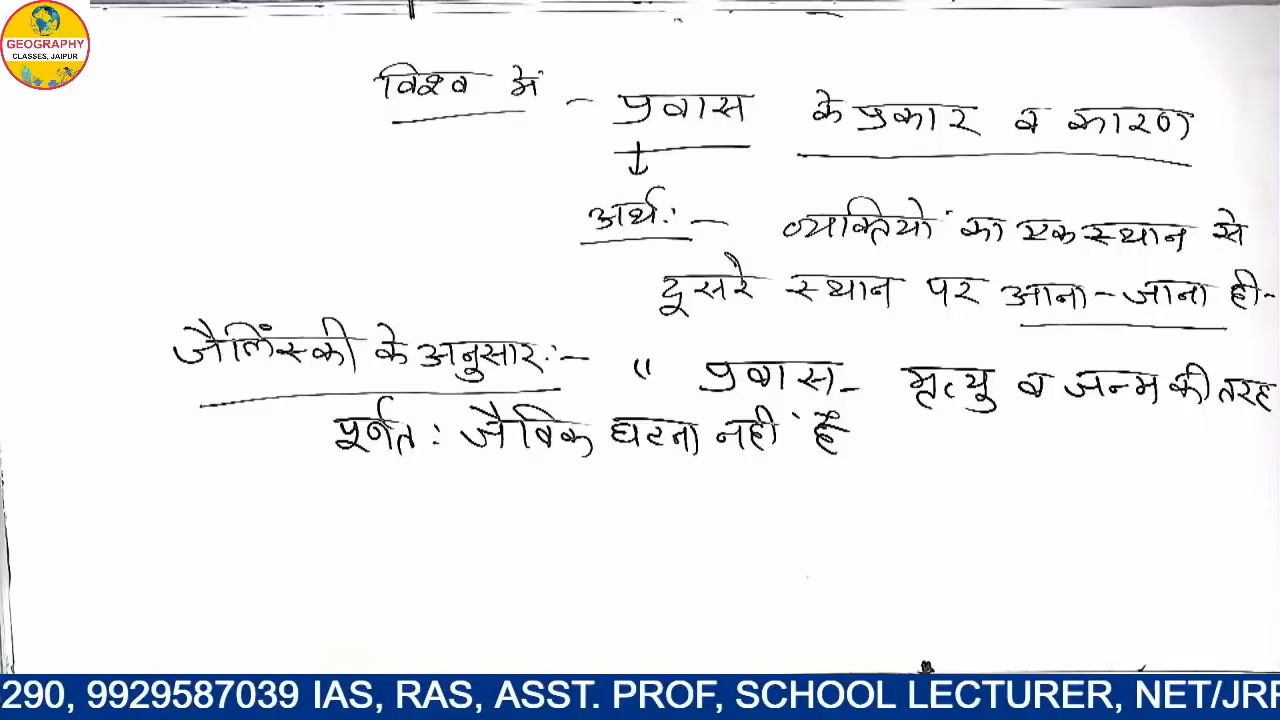 GEOGRAPHY
CLASSES, JAIPUR
विश्व में - प्रवास के प्रकार व कारण
अर्थ:- व्यक्तियों का एक स्थान से
दूसरे स्थान पर आना-जाना ही-
जैलिंस्की के अनुसार:- " प्रवास- मृत्यु व जन्म की तरह
पूर्णत: जैविक घटना नहीं है
290, 9929587039 IAS, RAS, ASST. PROF, SCHOOL LECTURER, NET/JRF